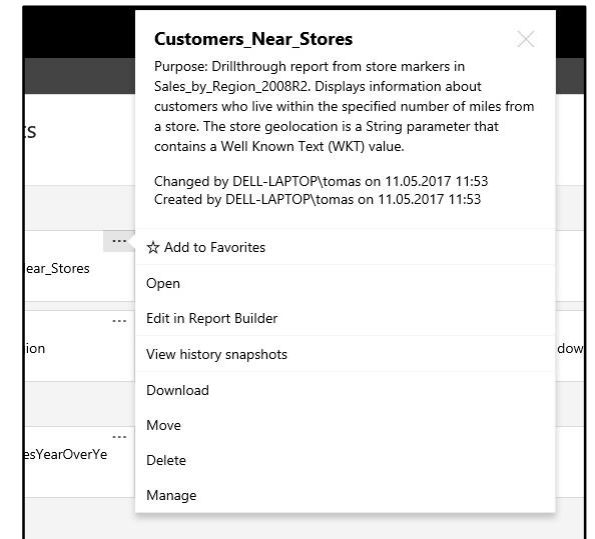 Customers_Near_Stores
Purpose: Drillthrough report from store markers in
Sales_by_Region_2008R2. Displays information about
customers who live within the specified number of miles from
a store. The store geolocation is a String parameter that
contains a Well Known Text (WKT) value.
Changed by DELL-LAPTOP\tomas on 11.05.2017 11:53
Created by DELL-LAPTOP\tomas on 11.05.2017 11:53
ts
...
☆ Add to Favorites
ear_Stores
Open
...
Edit in Report Builder
ion
View history snapshots
dow
Download
Move
...
esYearOverYe
Delete
Manage